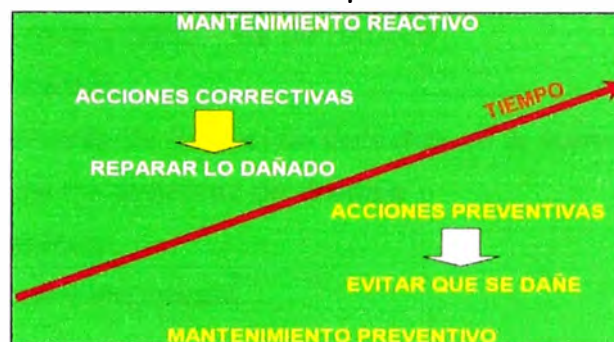 MANTENIMIENTO REACTIVO
ACCIONES CORRECTIVAS
TIEMPO
REPARAR LO DAÑADO
ACCIONES PREVENTIVAS
EVITAR QUE SE DAÑE
MANTENIMIENTO PREVENTIVO